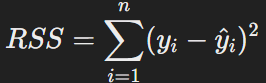 RSS = \sum_{i=1}^{n} (y_i - \hat{y}_i)^2